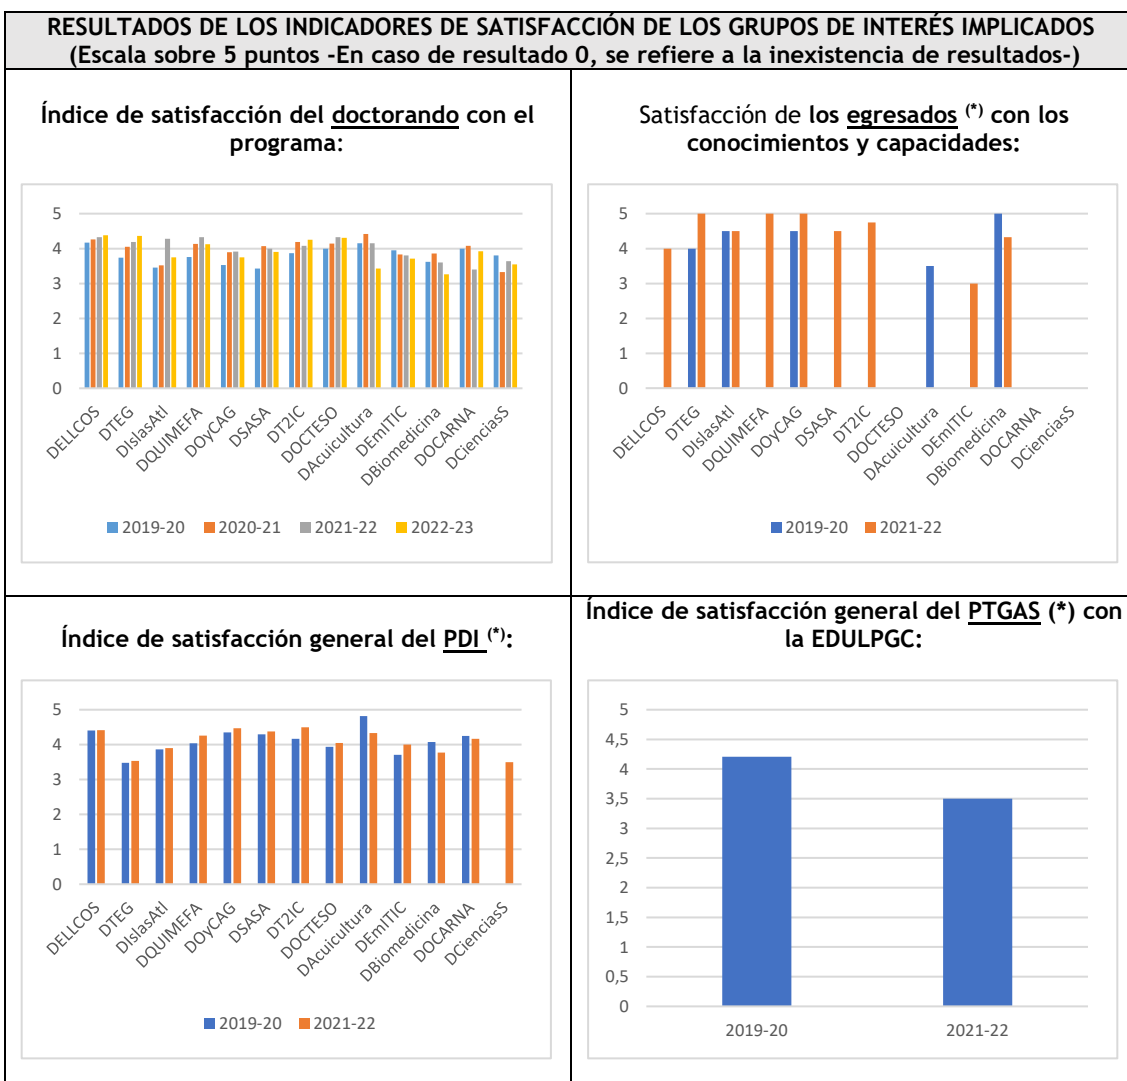 RESULTADOS DE LOS INDICADORES DE SATISFACCIÓN DE LOS GRUPOS DE INTERÉS IMPLICADOS
(Escala sobre 5 puntos -En caso de resultado 0, se refiere a la inexistencia de resultados-)
Índice de satisfacción del doctorando con el
programa:
5
4
3
2
1
0
DELLCOS
DTEG
DIslasAtl
DQUIMEFA
DOyCAG
DSASA
DT2IC
DOCTESO
DAcuicultura
DEmITIC
DBiomedicina
DOCARNA
DCienciasS
2019-20 2020-21 2021-22 2022-23
Satisfacción de los egresados (*) con los
conocimientos y capacidades:
5
4
3
2
1
0
DELLCOS
DTEG
DIslasAtl
DQUIMEFA
DOyCAG
DSASA
DT2IC
DOCTESO
DAcuicultura
DEmITIC
DBiomedicina
DOCARNA
DCienciasS
2019-20 2021-22
Índice de satisfacción general del PDI (*):
5
4
3
2
1
0
DELLCOS
DTEG
DIslasAtl
DQUIMEFA
DOyCAG
DSASA
DT2IC
DOCTESO
DAcuicultura
DEmITIC
DBiomedicina
DOCARNA
DCienciasS
2019-20 2021-22
Índice de satisfacción general del PTGAS (*) con
la EDULPGC:
5
4,5
4
3,5
3
2,5
2
1,5
1
0,5
0
2019-20 2021-22